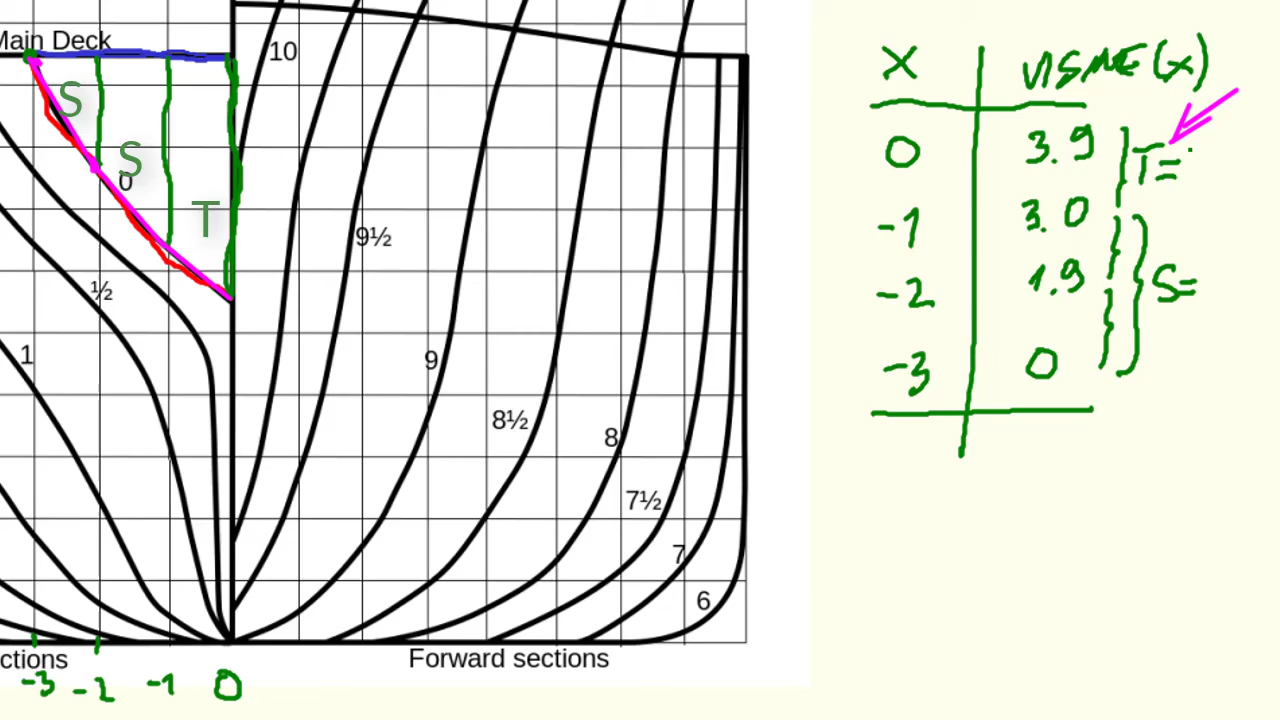 Main Deck
10
S
S
0
T
9½
½
1
9
8½
8
7½
7
6
ctions
Forward sections
-3 -2 -1 0
X VISINE(x)
0 3.9
T=
-1 3.0
-2 1.9
S=
-3 0